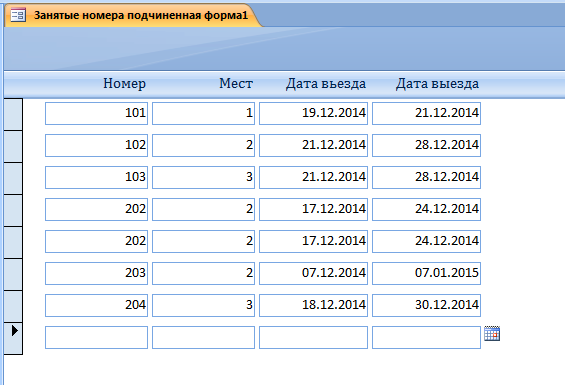 Занятые номера подчиненная форма1
Номер Мест Дата вьезда Дата выезда
101 1 19.12.2014 21.12.2014
102 2 21.12.2014 28.12.2014
103 3 21.12.2014 28.12.2014
202 2 17.12.2014 24.12.2014
202 2 17.12.2014 24.12.2014
203 2 07.12.2014 07.01.2015
204 3 18.12.2014 30.12.2014